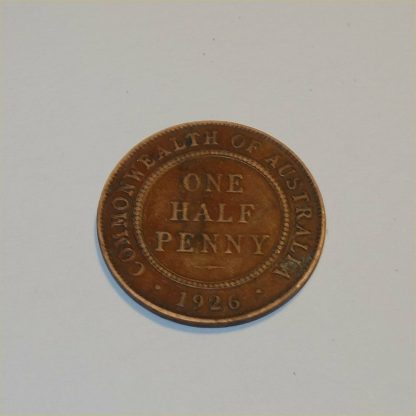 COMMONWEALTH OF AUSTRALIA
ONE
HALF
PENNY
· 1926 ·